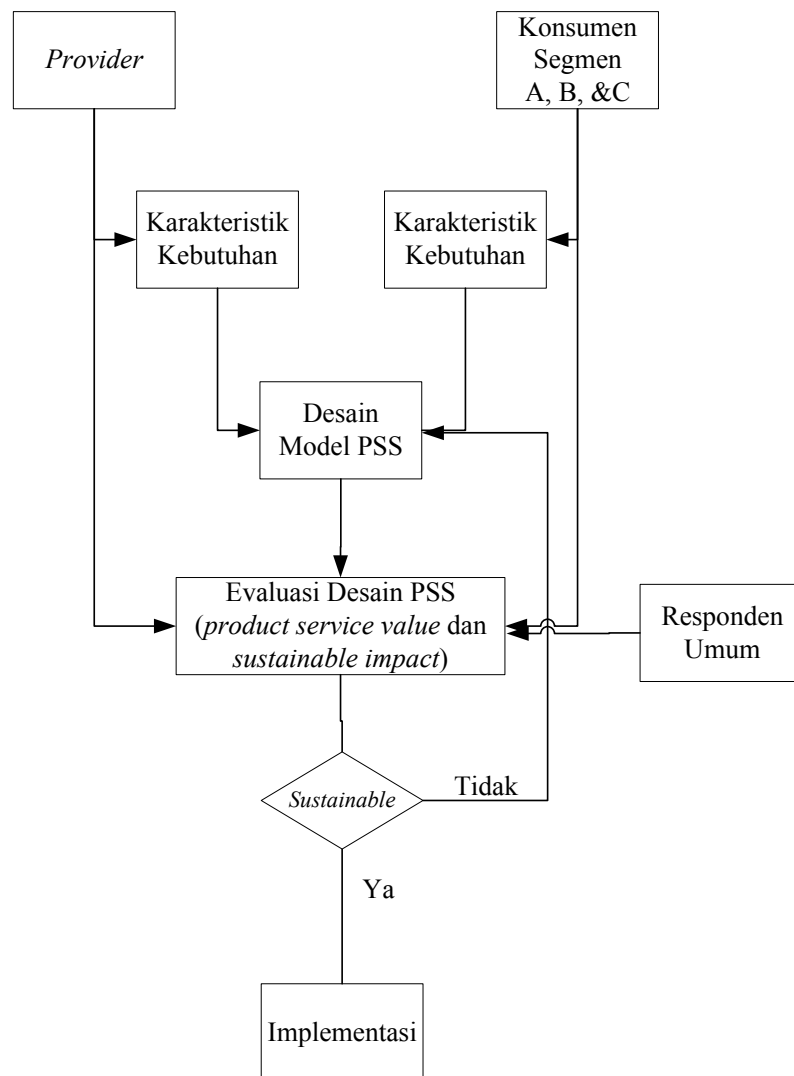 Provider
Konsumen
Segmen
A, B, &C
Karakteristik
Kebutuhan
Karakteristik
Kebutuhan
Desain
Model PSS
Evaluasi Desain PSS
(product service value dan
sustainable impact)
Responden
Umum
Sustainable
Tidak
Ya
Implementasi